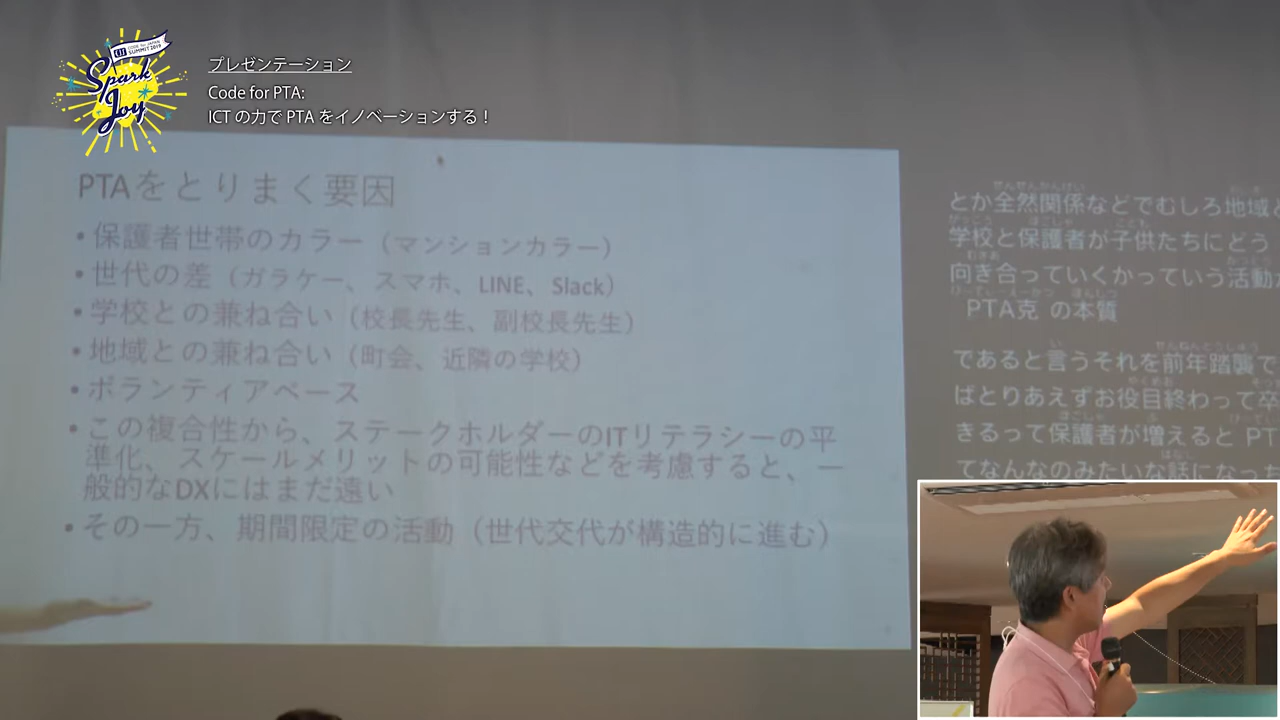 CODE for JAPAN
SUMMIT 2019
Spark
Joy
プレゼンテーション
Code for PTA:
ICT の力で PTA をイノベーションする！
PTAをとりまく要因
• 保護者世帯のカラー（マンションカラー）
• 世代の差（ガラケー、スマホ、LINE、Slack）
• 学校との兼ね合い（校長先生、副校長先生）
• 地域との兼ね合い（町会、近隣の学校）
• ボランティアベース
• この複合性から、ステークホルダーのITリテラシーの平
準化、スケールメリットの可能性などを考慮すると、一
般的なDXにはまだ遠い
• その一方、期間限定の活動（世代交代が構造的に進む）
とか全然関係などでむしろ地域
学校と保護者が子供たちにどう
向き合っていくかっていう活動
PTA克 の本質
であると言うそれを前年踏襲で
ばとりあえずお役目終わって卒
きるって保護者が増えると PT
てなんなのみたいな話になっち